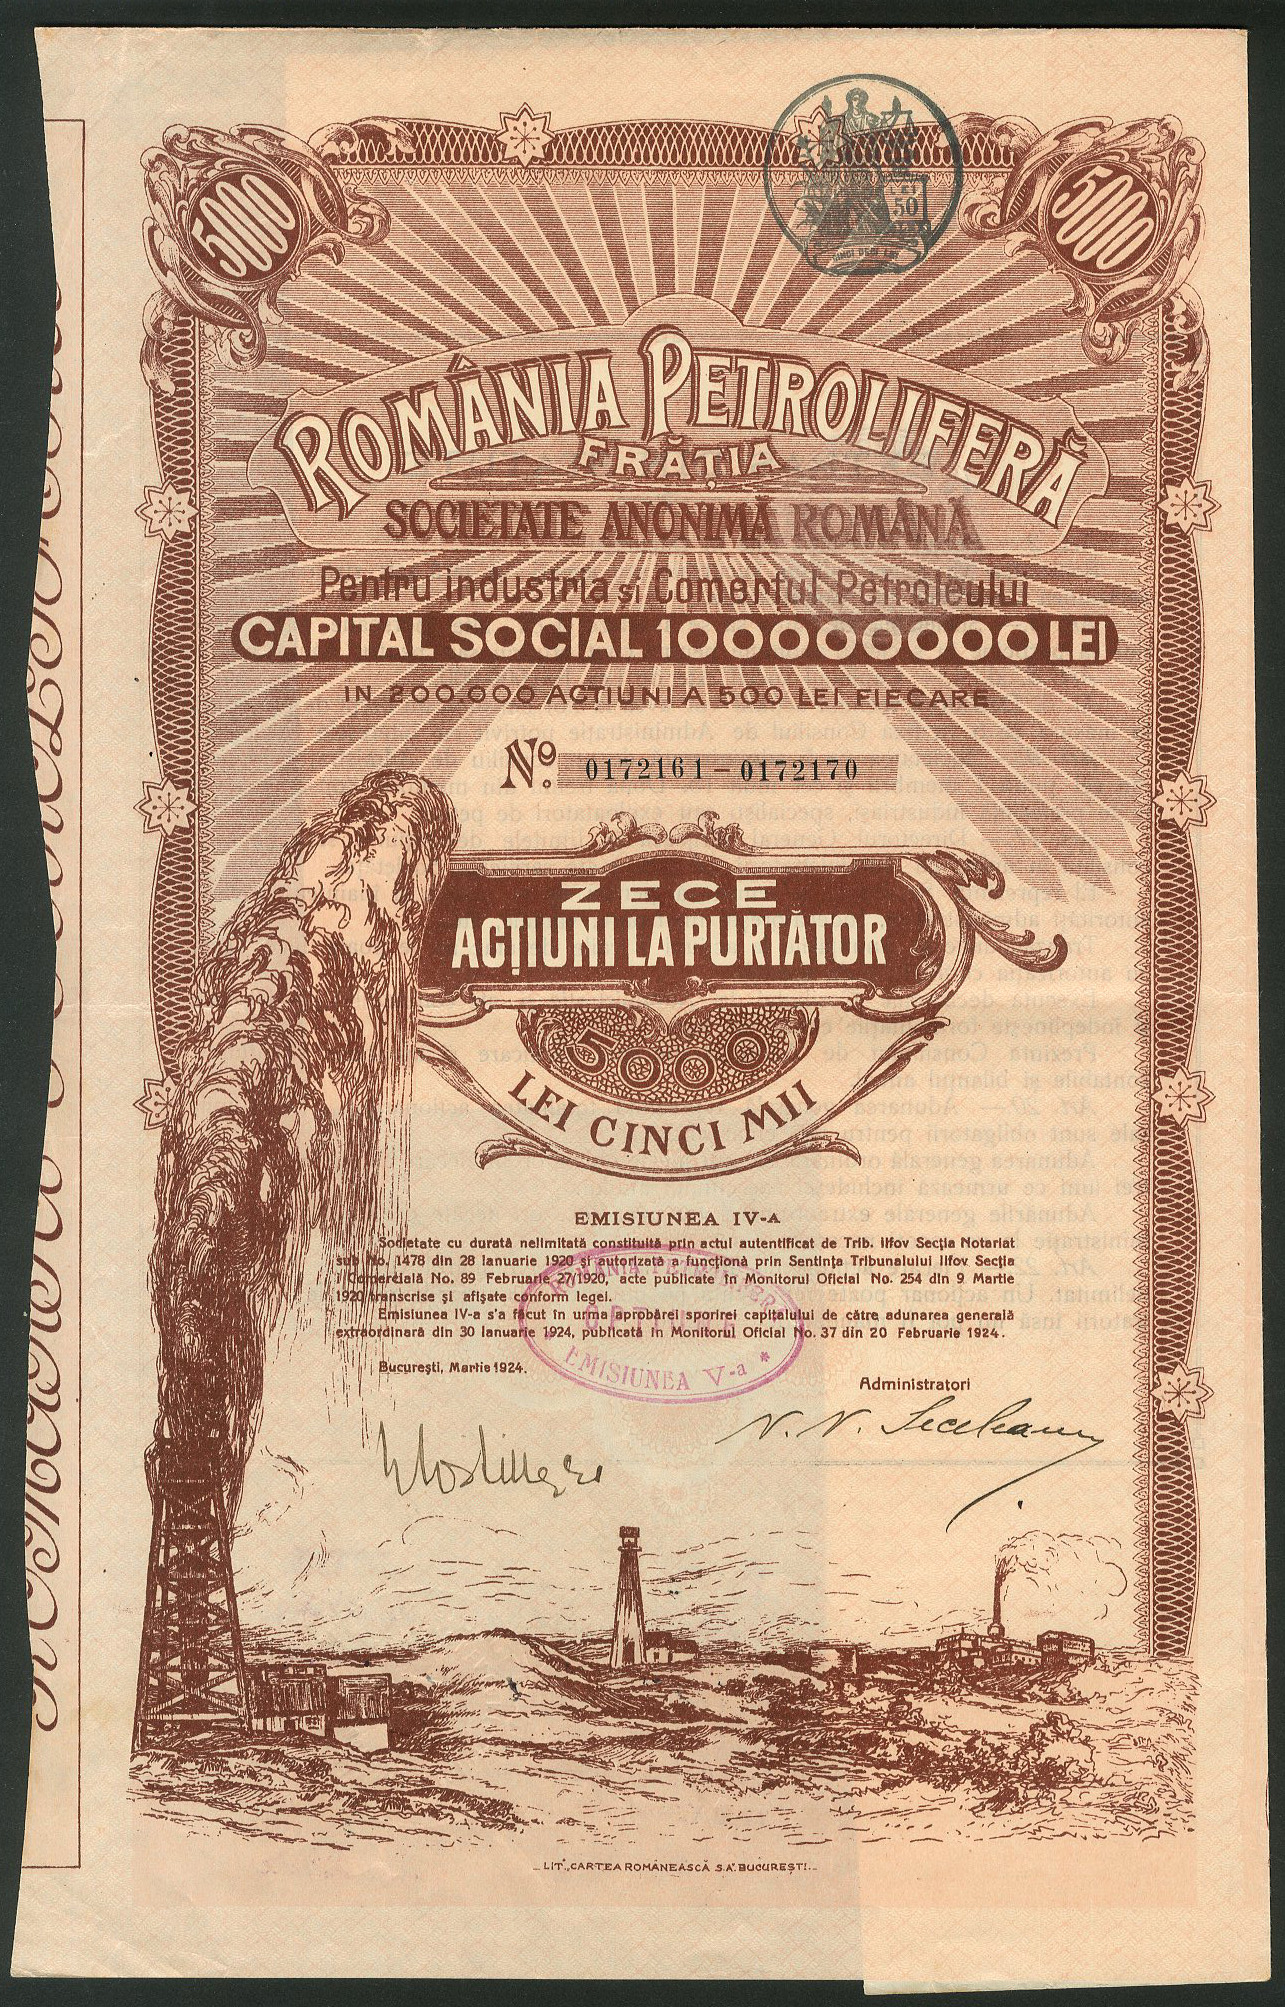 5000
5000
50
ROMÂNIA PETROLIFERĂ
FRĂȚIA
SOCIETATE ANONIMĂ ROMÂNĂ
Pentru industria și Comerțul Petroleului
CAPITAL SOCIAL 100000000 LEI
IN 200.000 ACȚIUNI A 500 LEI FIECARE
No. 0172161 - 0172170
ZECE
ACȚIUNI LA PURTĂTOR
5000
LEI CINCI MII
EMISIUNEA IV-A
Societate cu durată nelimitată constituită prin actul autentificat de Trib. Ilfov Secția Notariat
sub No. 1478 din 28 Ianuarie 1920 și autorizată a funcționà prin Sentința Tribunalului Ilfov Secția
I Comercială No. 89 Februarie 27/1920, acte publicate în Monitorul Oficial No. 254 din 9 Martie
1920 transcrise și afișate conform legei.
Emisiunea IV-a s'a făcut în urma aprobărei sporirei capitalului de către adunarea generală
extraordinară din 30 Ianuarie 1924, publicată în Monitorul Oficial No. 37 din 20 Februarie 1924.
București, Martie 1924.
ROMÂNIA PETROLIFERĂ
OPTAT
* EMISIUNEA V-a *
Administratori
LIT. „CARTEA ROMÂNEASCĂ S.A." BUCUREȘTI.